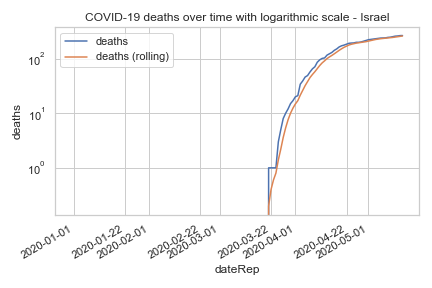 COVID-19 deaths over time with logarithmic scale - Israel
deaths
deaths (rolling)
10²
10¹
10⁰
deaths
2020-01-01
2020-01-22
2020-02-01
2020-02-22
2020-03-01
2020-03-22
2020-04-01
2020-04-22
2020-05-01
dateRep